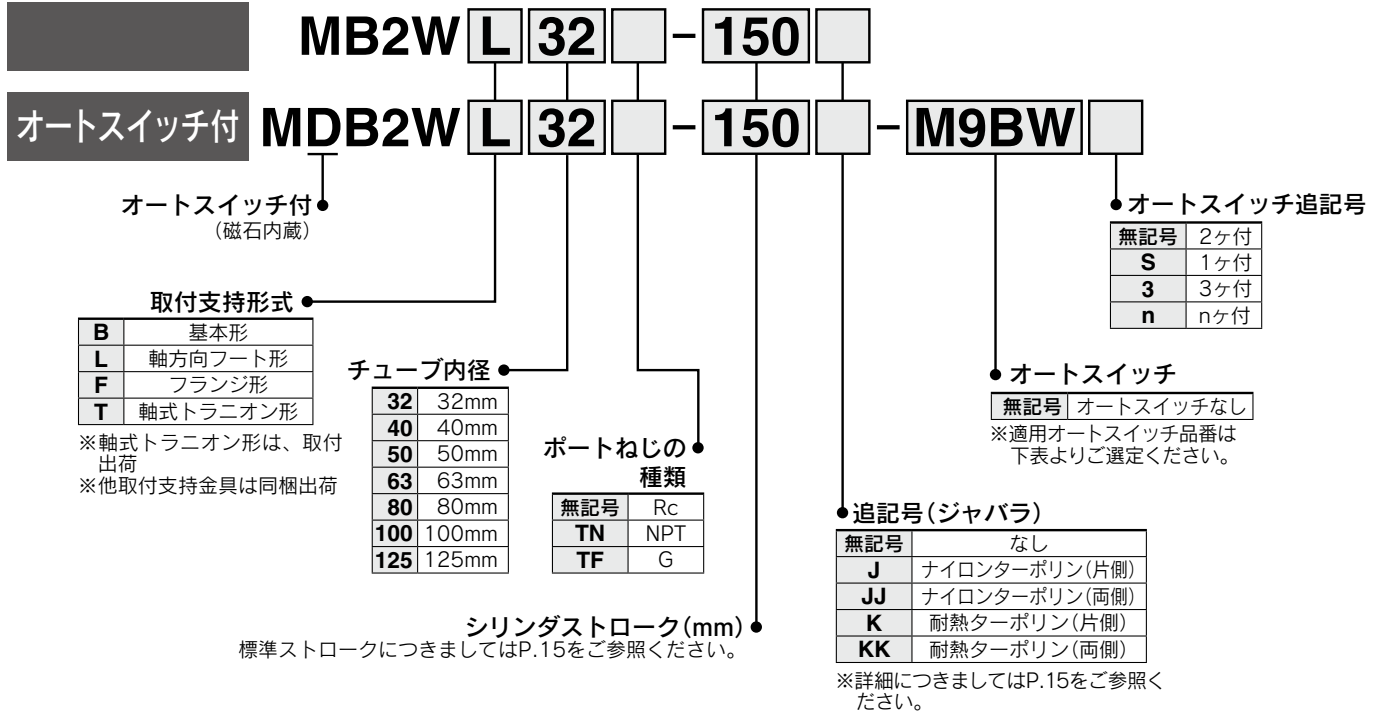 MB2W L 32 - 150
オートスイッチ付 MDB2W L 32 - 150 - M9BW
オートスイッチ付
(磁石内蔵)
取付支持形式
B 基本形
L 軸方向フート形
F フランジ形
T 軸式トラニオン形
※軸式トラニオン形は、取付
出荷
※他取付支持金具は同梱出荷
チューブ内径
32 32mm
40 40mm
50 50mm
63 63mm
80 80mm
100 100mm
125 125mm
ポートねじの
種類
無記号 Rc
TN NPT
TF G
シリンダストローク(mm)
標準ストロークにつきましてはP.15をご参照ください。
追記号(ジャバラ)
無記号 なし
J ナイロンターポリン(片側)
JJ ナイロンターポリン(両側)
K 耐熱ターポリン(片側)
KK 耐熱ターポリン(両側)
※詳細につきましてはP.15をご参照く
ださい。
オートスイッチ
無記号 オートスイッチなし
※適用オートスイッチ品番は
下表よりご選定ください。
オートスイッチ追記号
無記号 2ヶ付
S 1ヶ付
3 3ヶ付
n nヶ付